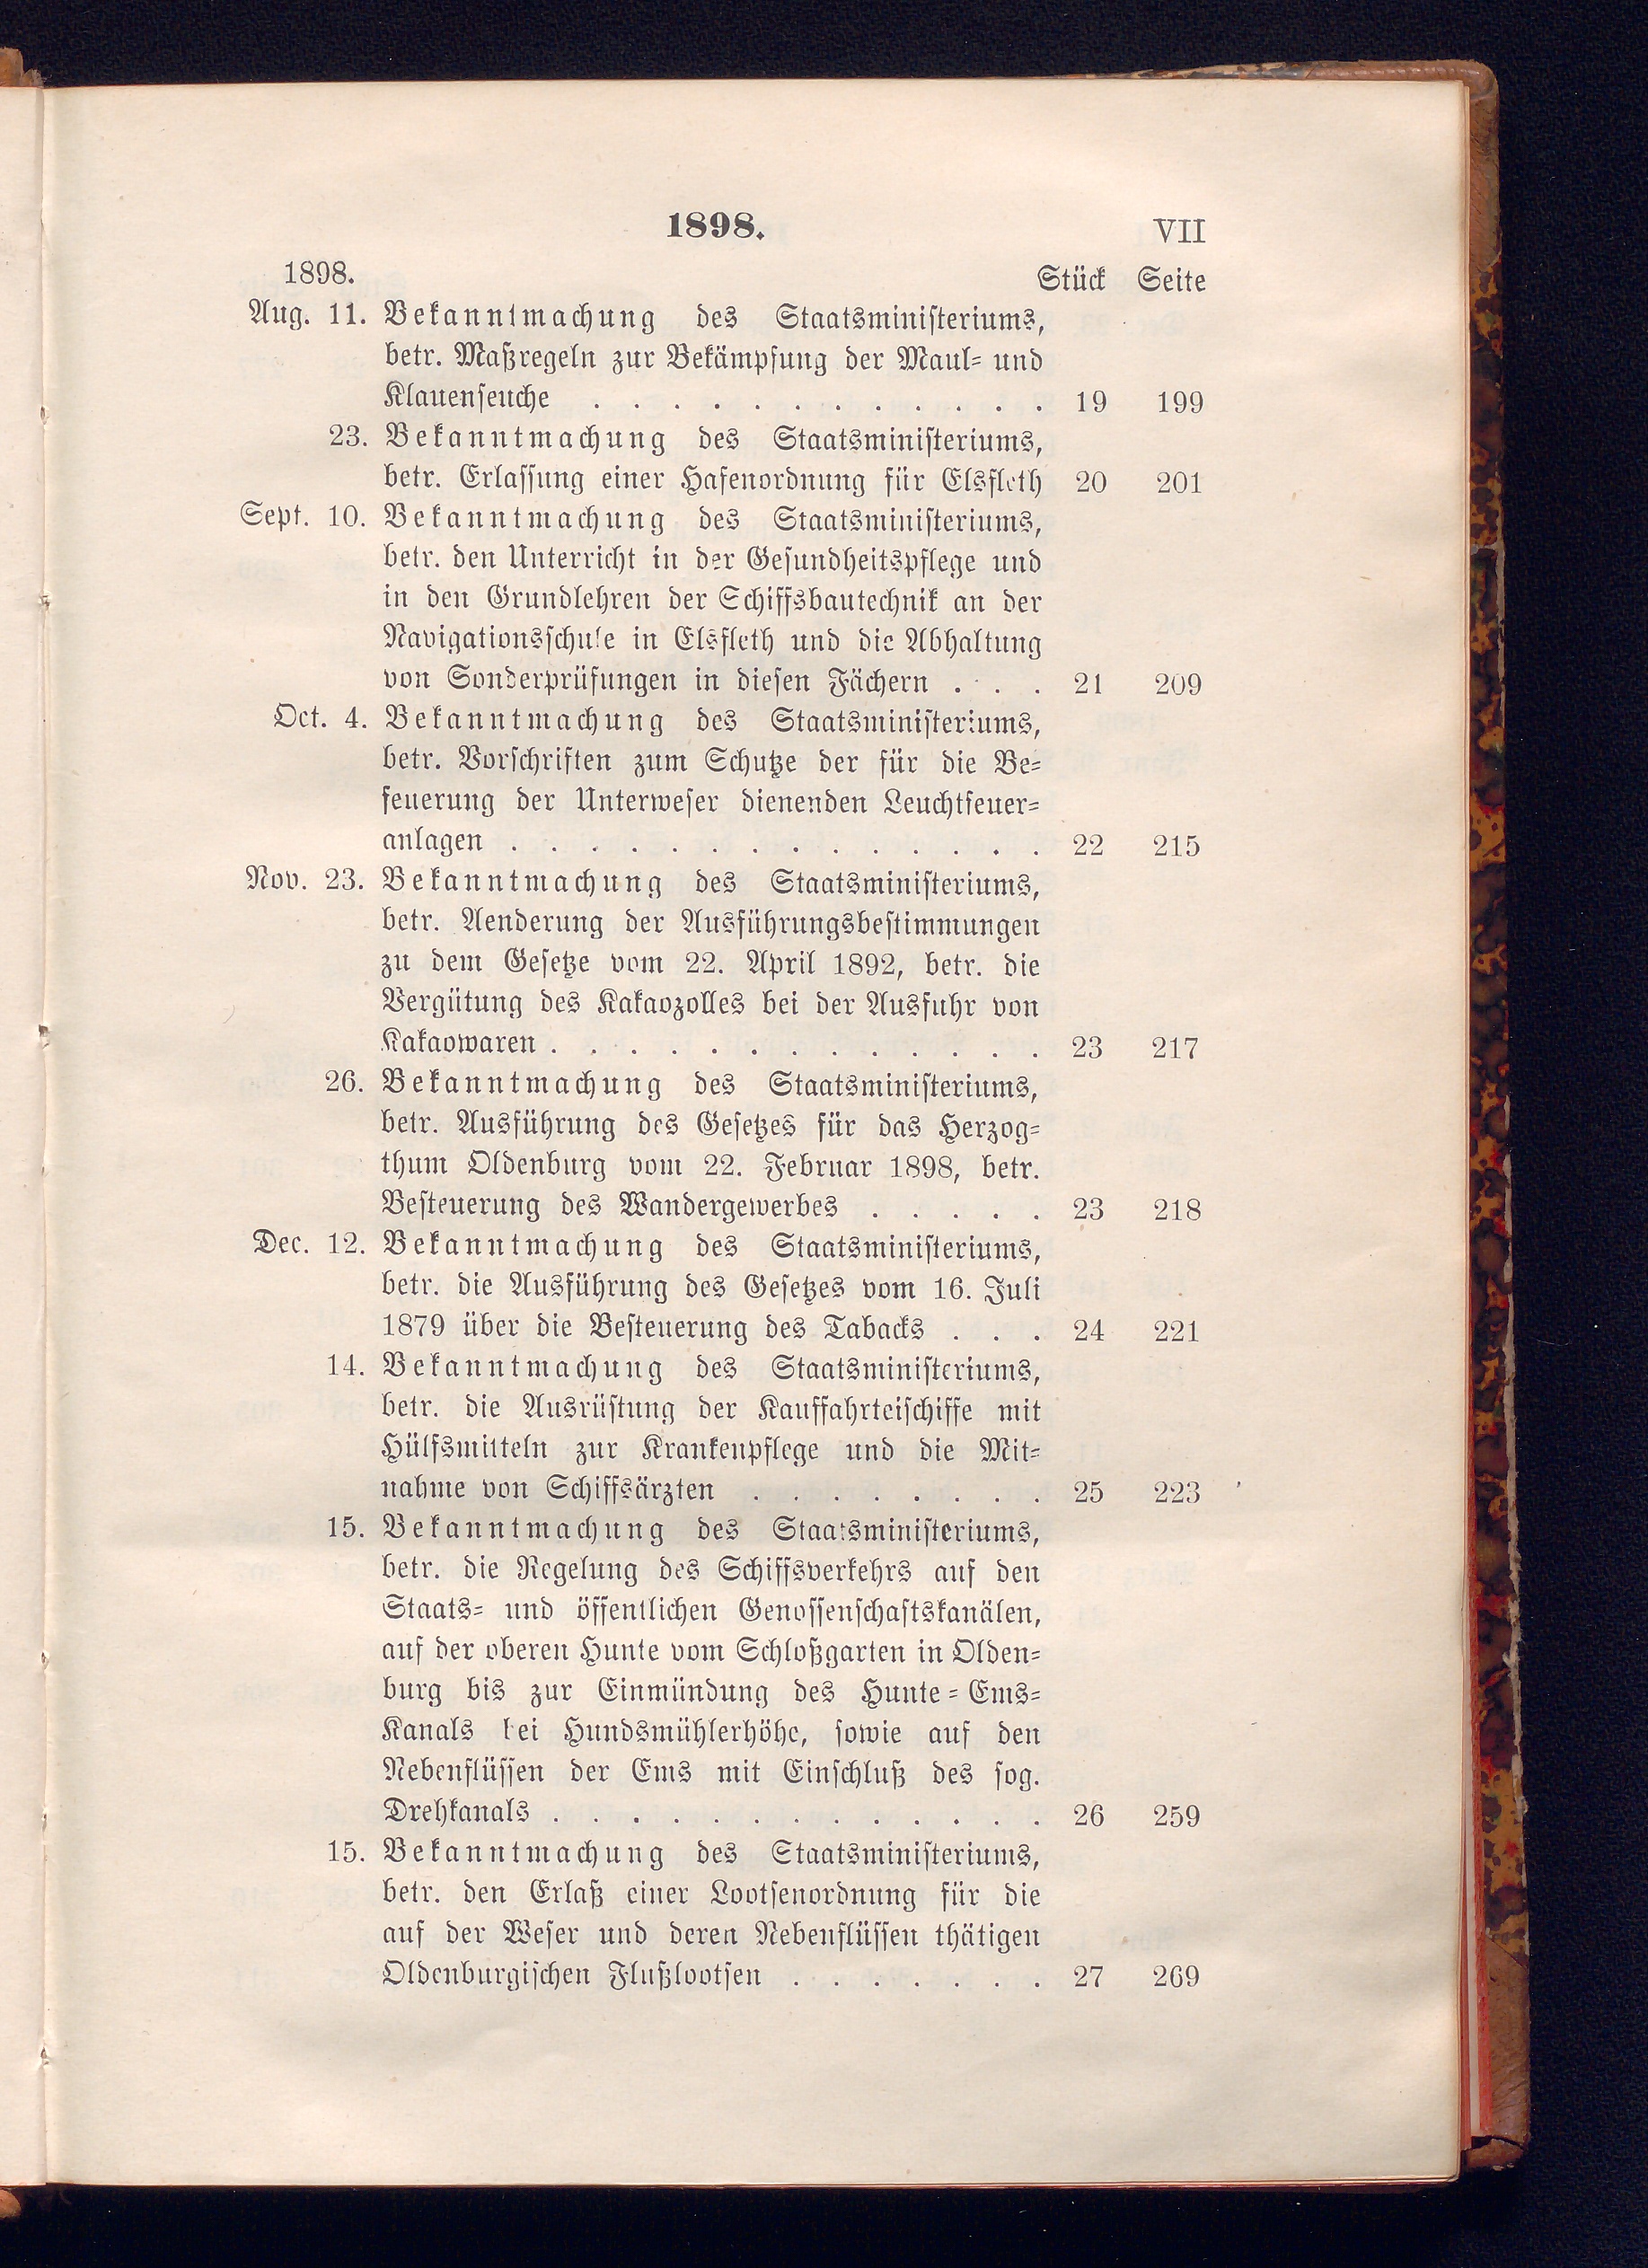 1898. VII
1898. Stück Seite
Aug. 11. Bekanntmachung des Staatsministeriums,
betr. Maßregeln zur Bekämpfung der Maul- und
Klauenseuche . . . . . . . . . . . . 19 199
23. Bekanntmachung des Staatsministeriums,
betr. Erlassung einer Hafenordnung für Elsfleth 20 201
Sept. 10. Bekanntmachung des Staatsministeriums,
betr. den Unterricht in der Gesundheitspflege und
in den Grundlehren der Schiffsbautechnik an der
Navigationsschule in Elsfleth und die Abhaltung
von Sonderprüfungen in diesen Fächern . . . 21 209
Oct. 4. Bekanntmachung des Staatsministeriums,
betr. Vorschriften zum Schutze der für die Be-
feuerung der Unterweser dienenden Leuchtfeuer-
anlagen . . . . . . . . . . . . . . 22 215
Nov. 23. Bekanntmachung des Staatsministeriums,
betr. Aenderung der Ausführungsbestimmungen
zu dem Gesetze vom 22. April 1892, betr. die
Vergütung des Kakaozolles bei der Ausfuhr von
Kakaowaren . . . . . . . . . . . . . 23 217
26. Bekanntmachung des Staatsministeriums,
betr. Ausführung des Gesetzes für das Herzog-
thum Oldenburg vom 22. Februar 1898, betr.
Besteuerung des Wandergewerbes . . . . . 23 218
Dec. 12. Bekanntmachung des Staatsministeriums,
betr. die Ausführung des Gesetzes vom 16. Juli
1879 über die Besteuerung des Tabacks . . . 24 221
14. Bekanntmachung des Staatsministeriums,
betr. die Ausrüstung der Kauffahrteischiffe mit
Hülfsmitteln zur Krankenpflege und die Mit-
nahme von Schiffsärzten . . . . . . . . 25 223
15. Bekanntmachung des Staatsministeriums,
betr. die Regelung des Schiffsverkehrs auf den
Staats- und öffentlichen Genossenschaftskanälen,
auf der oberen Hunte vom Schloßgarten in Olden-
burg bis zur Einmündung des Hunte-Ems-
Kanals bei Hundsmühlerhöhe, sowie auf den
Nebenflüssen der Ems mit Einschluß des sog.
Drehkanals . . . . . . . . . . . . . 26 259
15. Bekanntmachung des Staatsministeriums,
betr. den Erlaß einer Lootsenordnung für die
auf der Weser und deren Nebenflüssen thätigen
Oldenburgischen Flußlootsen . . . . . . . 27 269